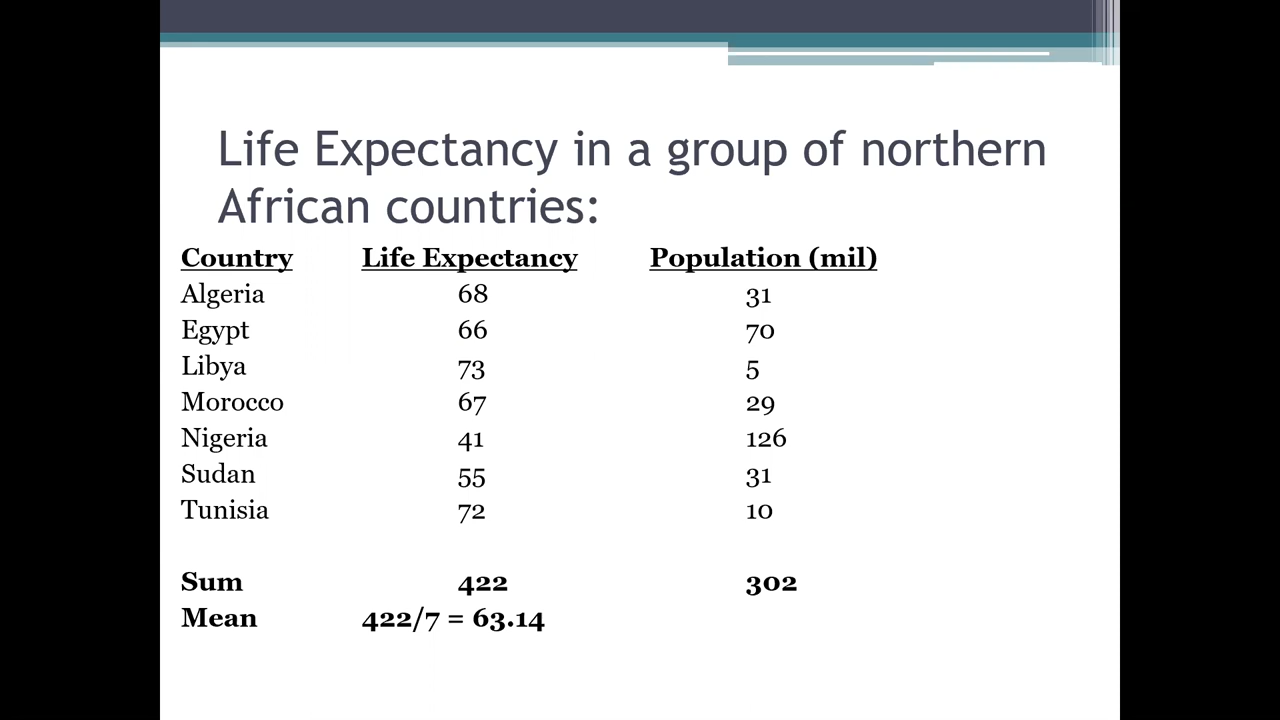 Life Expectancy in a group of northern
African countries:
Country Life Expectancy Population (mil)
Algeria 68 31
Egypt 66 70
Libya 73 5
Morocco 67 29
Nigeria 41 126
Sudan 55 31
Tunisia 72 10
Sum 422 302
Mean 422/7 = 63.14